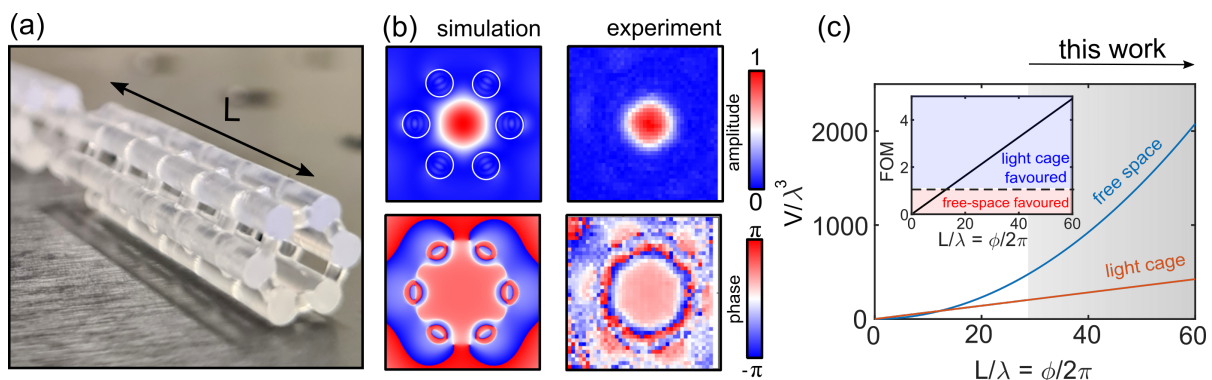 (a)
L
(b)
simulation
experiment
1
amplitude
0
π
phase
-π
(c)
this work
V/λ³
2000
1000
0
0
20
40
60
L/λ = ϕ/2π
free space
light cage
FOM
4
2
0
0
20
40
60
L/λ = ϕ/2π
light cage
favoured
free-space favoured